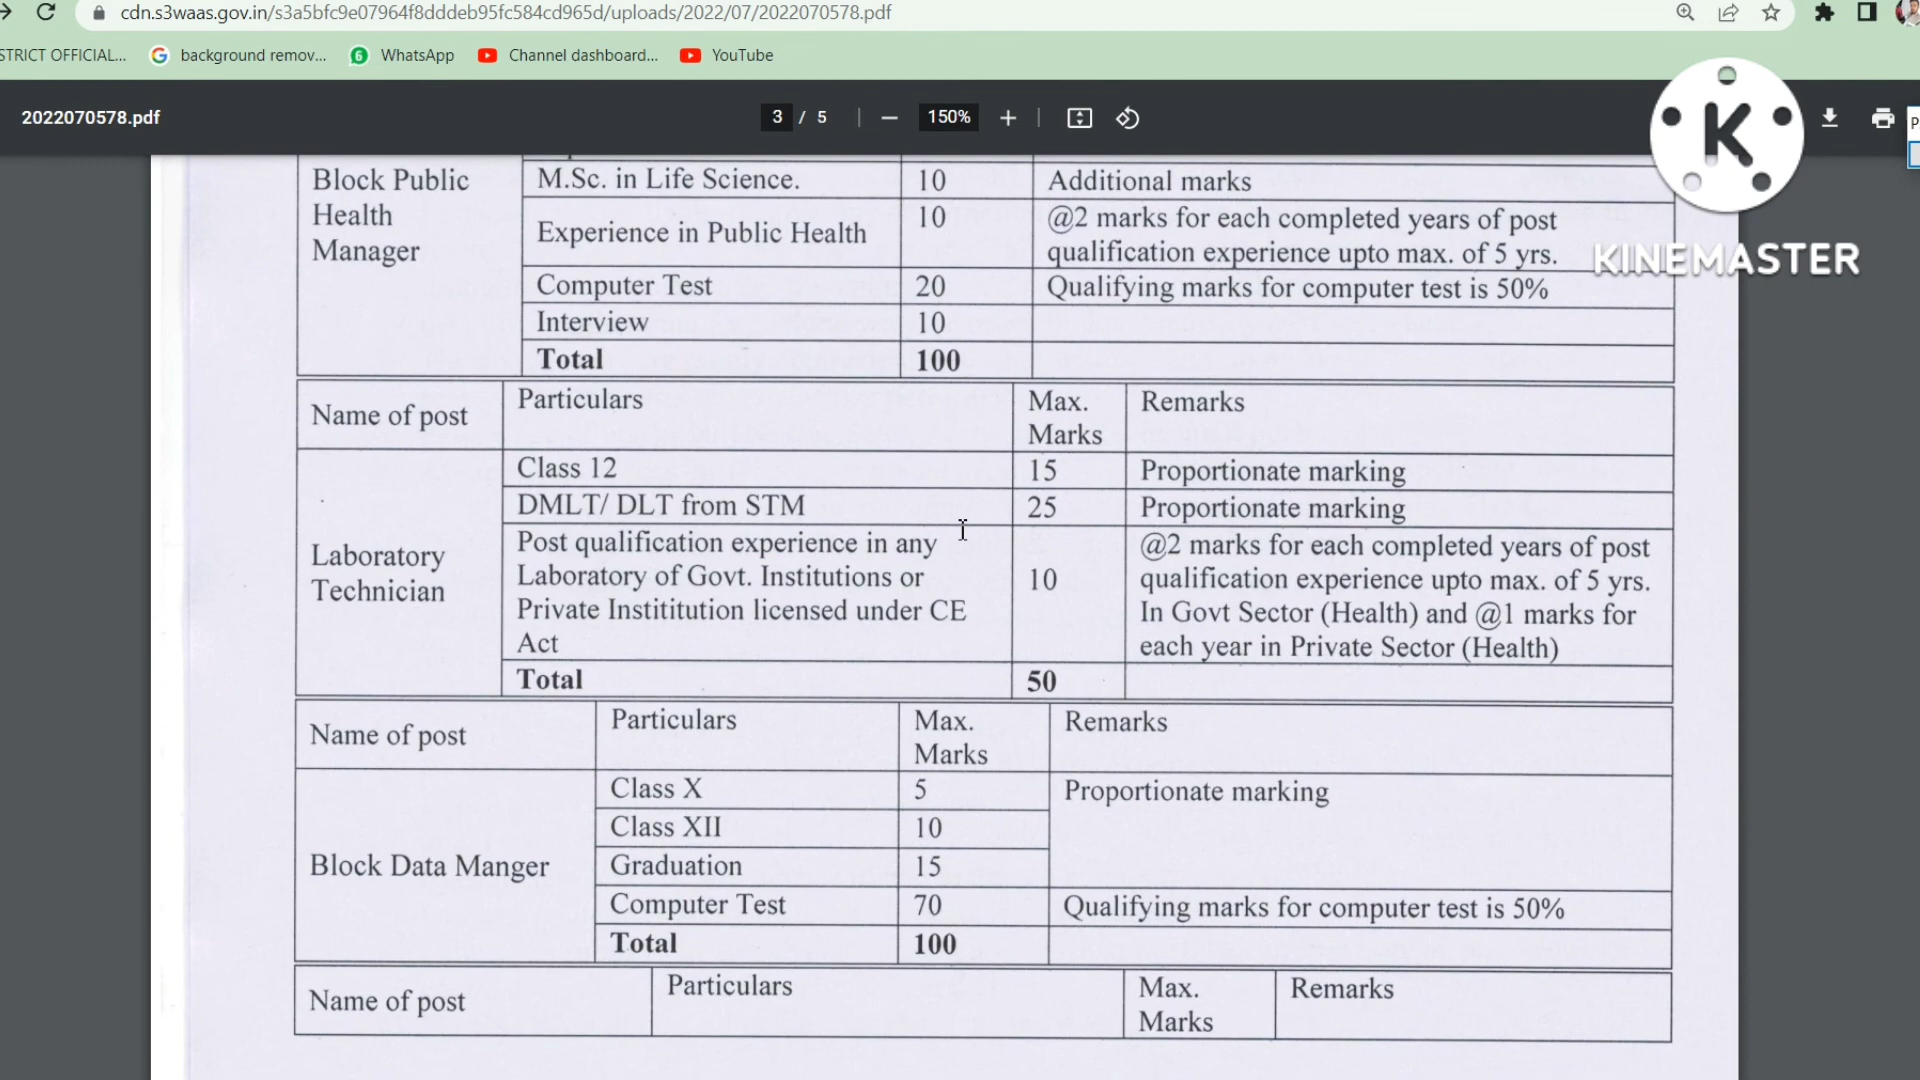 cdn.s3waas.gov.in/s3a5bfc9e07964f8dddeb95fc584cd965d/uploads/2022/07/2022070578.pdf
STRICT OFFICIAL... background remov... 6 WhatsApp Channel dashboard... YouTube
2022070578.pdf 3 / 5 150%
K
KINEMASTER
Block Public
Health
Manager
M.Sc. in Life Science. 10 Additional marks
Experience in Public Health 10 @2 marks for each completed years of post
qualification experience upto max. of 5 yrs.
Computer Test 20 Qualifying marks for computer test is 50%
Interview 10
Total 100
Name of post Particulars Max. Remarks
Marks
Laboratory
Technician
Class 12 15 Proportionate marking
DMLT/ DLT from STM 25 Proportionate marking
Post qualification experience in any
Laboratory of Govt. Institutions or
Private Instititution licensed under CE
Act
10
@2 marks for each completed years of post
qualification experience upto max. of 5 yrs.
In Govt Sector (Health) and @1 marks for
each year in Private Sector (Health)
Total 50
Name of post Particulars Max. Remarks
Marks
Block Data Manger
Class X 5 Proportionate marking
Class XII 10
Graduation 15
Computer Test 70 Qualifying marks for computer test is 50%
Total 100
Name of post Particulars Max. Remarks
Marks